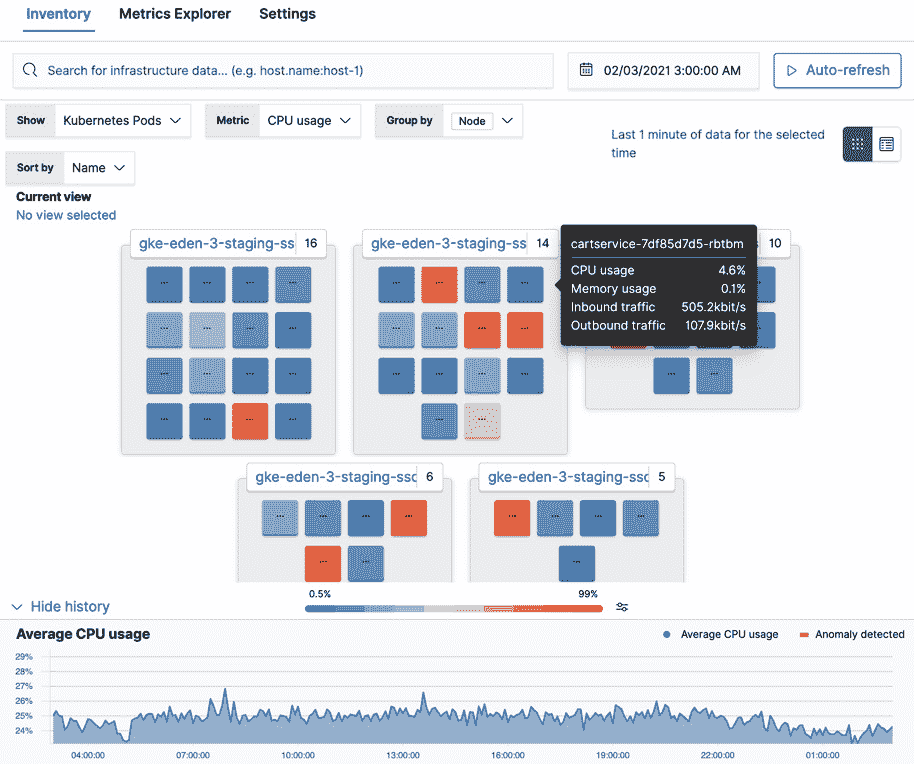 Inventory Metrics Explorer Settings
Search for infrastructure data... (e.g. host.name:host-1)
02/03/2021 3:00:00 AM
Auto-refresh
Show Kubernetes Pods
Metric CPU usage
Group by Node
Last 1 minute of data for the selected
time
Sort by Name
Current view
No view selected
gke-eden-3-staging-ss 16
gke-eden-3-staging-ss 14
10
cartservice-7df85d7d5-rbtbm
CPU usage 4.6%
Memory usage 0.1%
Inbound traffic 505.2kbit/s
Outbound traffic 107.9kbit/s
gke-eden-3-staging-ssc 6
gke-eden-3-staging-ssc 5
0.5% 99%
Hide history
Average CPU usage
Average CPU usage Anomaly detected
29%
28%
27%
26%
25%
24%
04:00:00 07:00:00 10:00:00 13:00:00 16:00:00 19:00:00 22:00:00 01:00:00